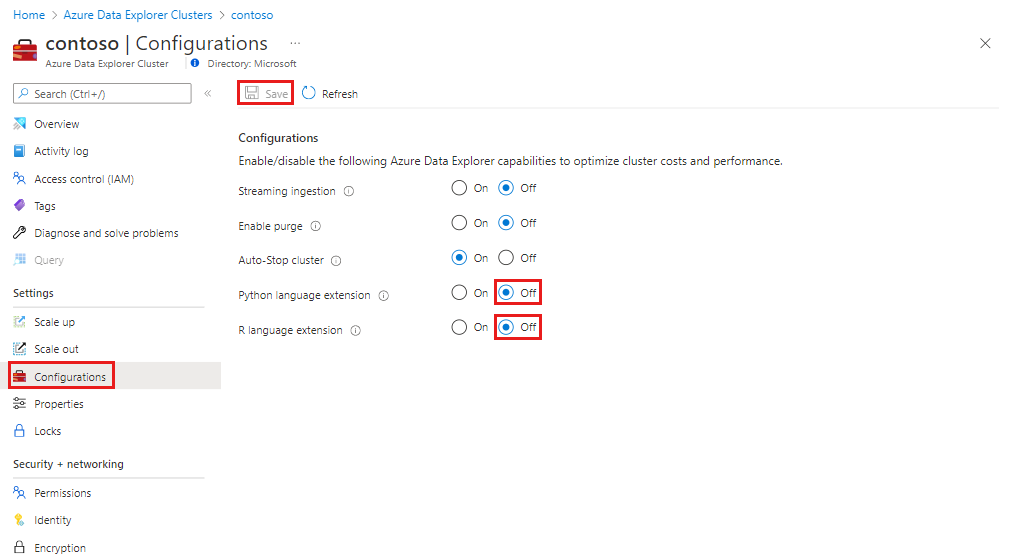 Home > Azure Data Explorer Clusters > contoso
contoso | Configurations ...
Azure Data Explorer Cluster Directory: Microsoft
Search (Ctrl+/) «
Save Refresh
Overview
Activity log
Access control (IAM)
Tags
Diagnose and solve problems
Query
Settings
Scale up
Scale out
Configurations
Properties
Locks
Security + networking
Permissions
Identity
Encryption
Configurations
Enable/disable the following Azure Data Explorer capabilities to optimize cluster costs and performance.
Streaming ingestion On Off
Enable purge On Off
Auto-Stop cluster On Off
Python language extension On Off
R language extension On Off